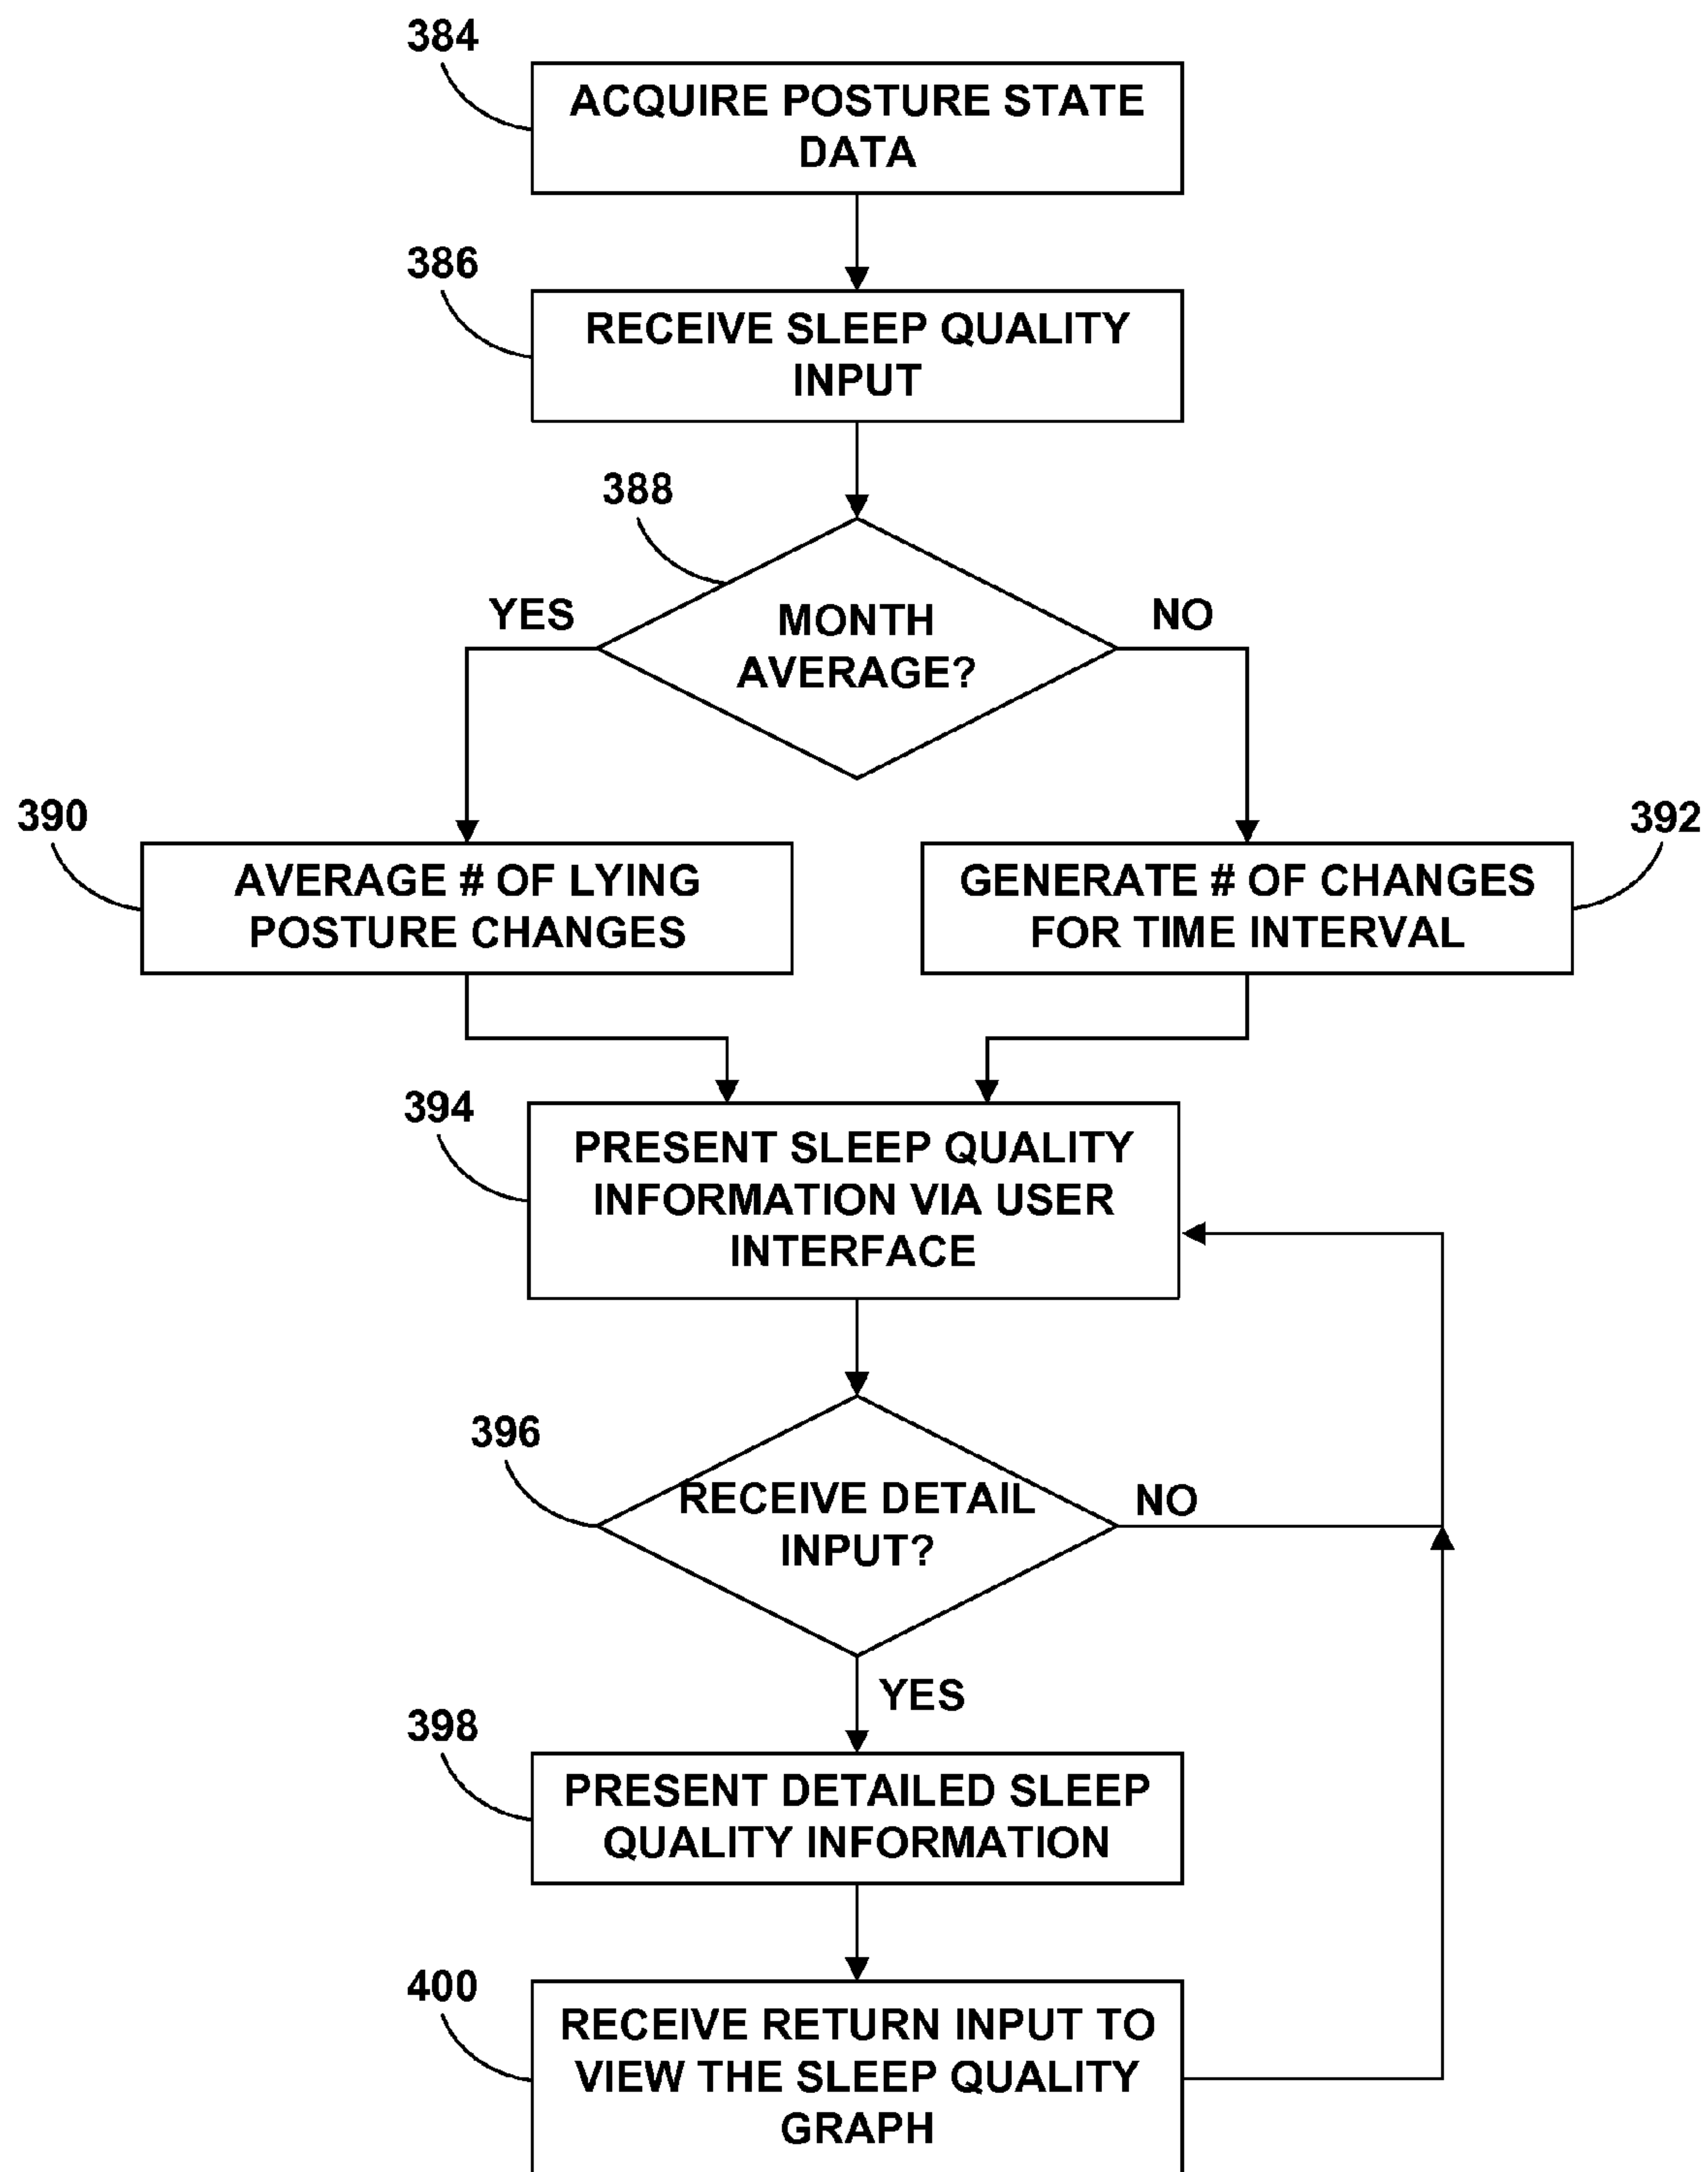 384
ACQUIRE POSTURE STATE
DATA
386
RECEIVE SLEEP QUALITY
INPUT
388
YES
MONTH
AVERAGE?
NO
390
AVERAGE # OF LYING
POSTURE CHANGES
392
GENERATE # OF CHANGES
FOR TIME INTERVAL
394
PRESENT SLEEP QUALITY
INFORMATION VIA USER
INTERFACE
396
RECEIVE DETAIL
INPUT?
NO
YES
398
PRESENT DETAILED SLEEP
QUALITY INFORMATION
400
RECEIVE RETURN INPUT TO
VIEW THE SLEEP QUALITY
GRAPH